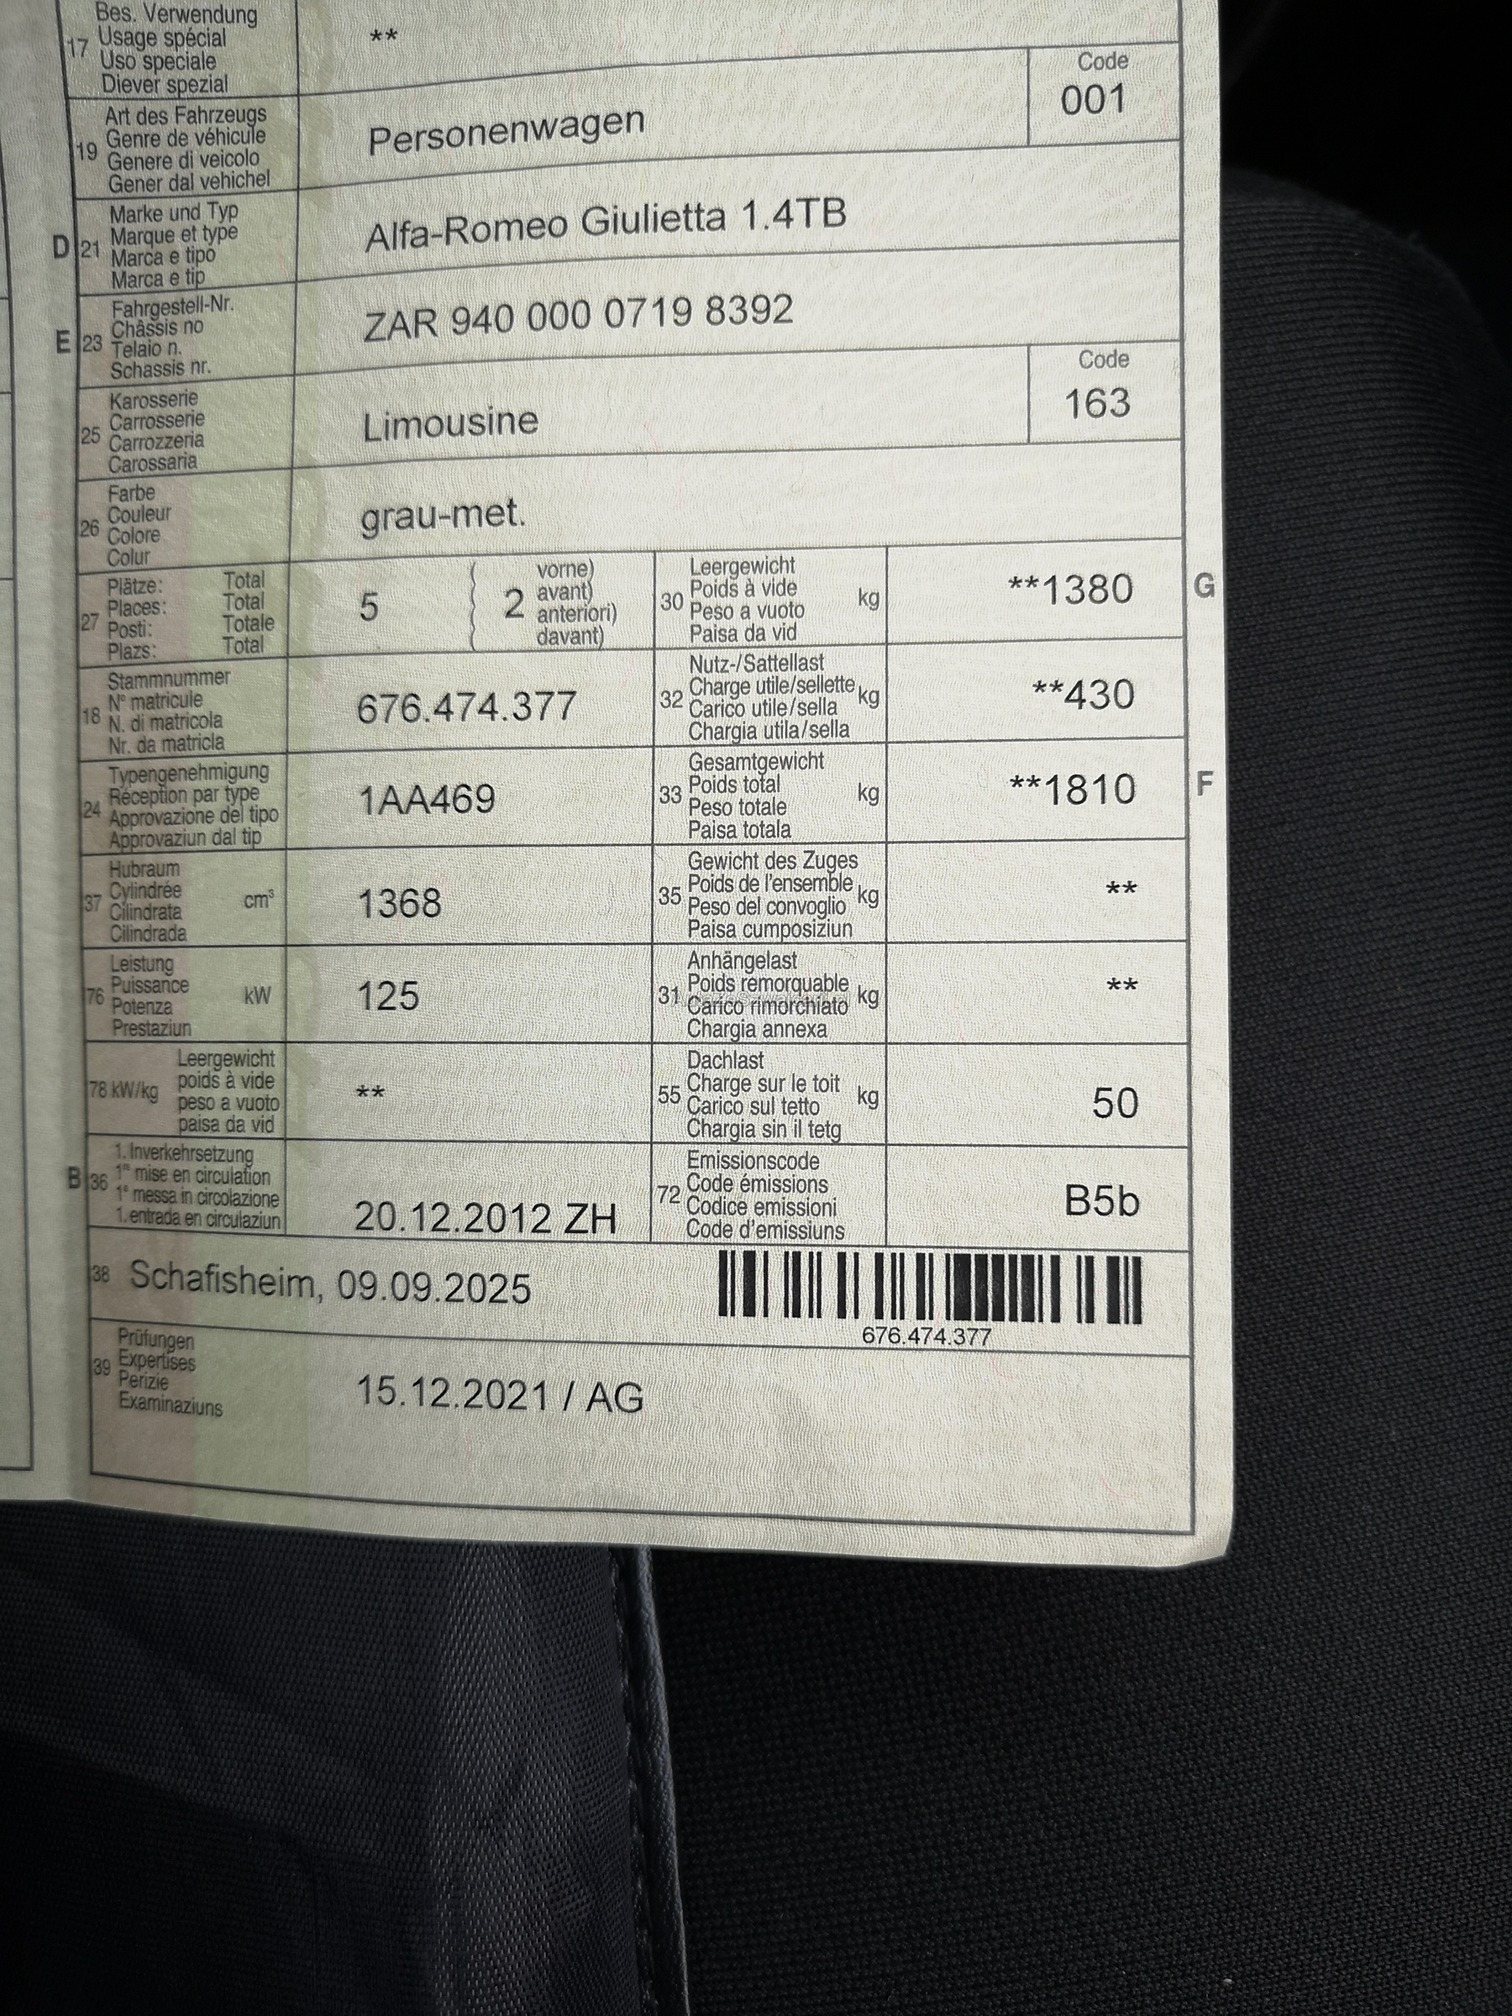 Bes. Verwendung
17 Usage spécial
Uso speciale
Diever spezial
**
19 Art des Fahrzeugs
Genre de véhicule
Genere di veicolo
Gener dal vehichel
Personenwagen
Code
001
D 21 Marke und Typ
Marque et type
Marca e tipo
Marca e tip
Alfa-Romeo Giulietta 1.4TB
E 23 Fahrgestell-Nr.
Châssis no
Telaio n.
Schassis nr.
ZAR 940 000 0719 8392
25 Karosserie
Carrosserie
Carrozzeria
Carossaria
Limousine
Code
163
26 Farbe
Couleur
Colore
Colur
grau-met.
27 Plätze: Total
Places: Total
Posti: Totale
Plazs: Total
5
( 2 vorne)
avant)
anteriori)
davant)
30 Leergewicht
Poids à vide
Peso a vuoto
Paisa da vid
kg
**1380
G
18 Stammnummer
N° matricule
N. di matricola
Nr. da matricla
676.474.377
32 Nutz-/Sattellast
Charge utile/sellette
Carico utile/sella
Chargia utila/sella
kg
**430
24 Typengenehmigung
Réception par type
Approvazione del tipo
Approvaziun dal tip
1AA469
33 Gesamtgewicht
Poids total
Peso totale
Paisa totala
kg
**1810
F
37 Hubraum
Cylindrée
Cilindrata
Cilindrada
cm³
1368
35 Gewicht des Zuges
Poids de l'ensemble
Peso del convoglio
Paisa cumposiziun
kg
**
76 Leistung
Puissance
Potenza
Prestaziun
kW
125
31 Anhängelast
Poids remorquable
Carico rimorchiato
Chargia annexa
kg
**
78 kW/kg
Leergewicht
poids à vide
peso a vuoto
paisa da vid
**
55 Dachlast
Charge sur le toit
Carico sul tetto
Chargia sin il tetg
kg
50
B 36 1. Inverkehrsetzung
1re mise en circulation
1a messa in circolazione
1. entrada en circulaziun
20.12.2012 ZH
72 Emissionscode
Code émissions
Codice emissioni
Code d'emissiuns
B5b
38 Schafisheim, 09.09.2025
676.474.377
39 Prüfungen
Expertises
Perizie
Examinaziuns
15.12.2021 / AG